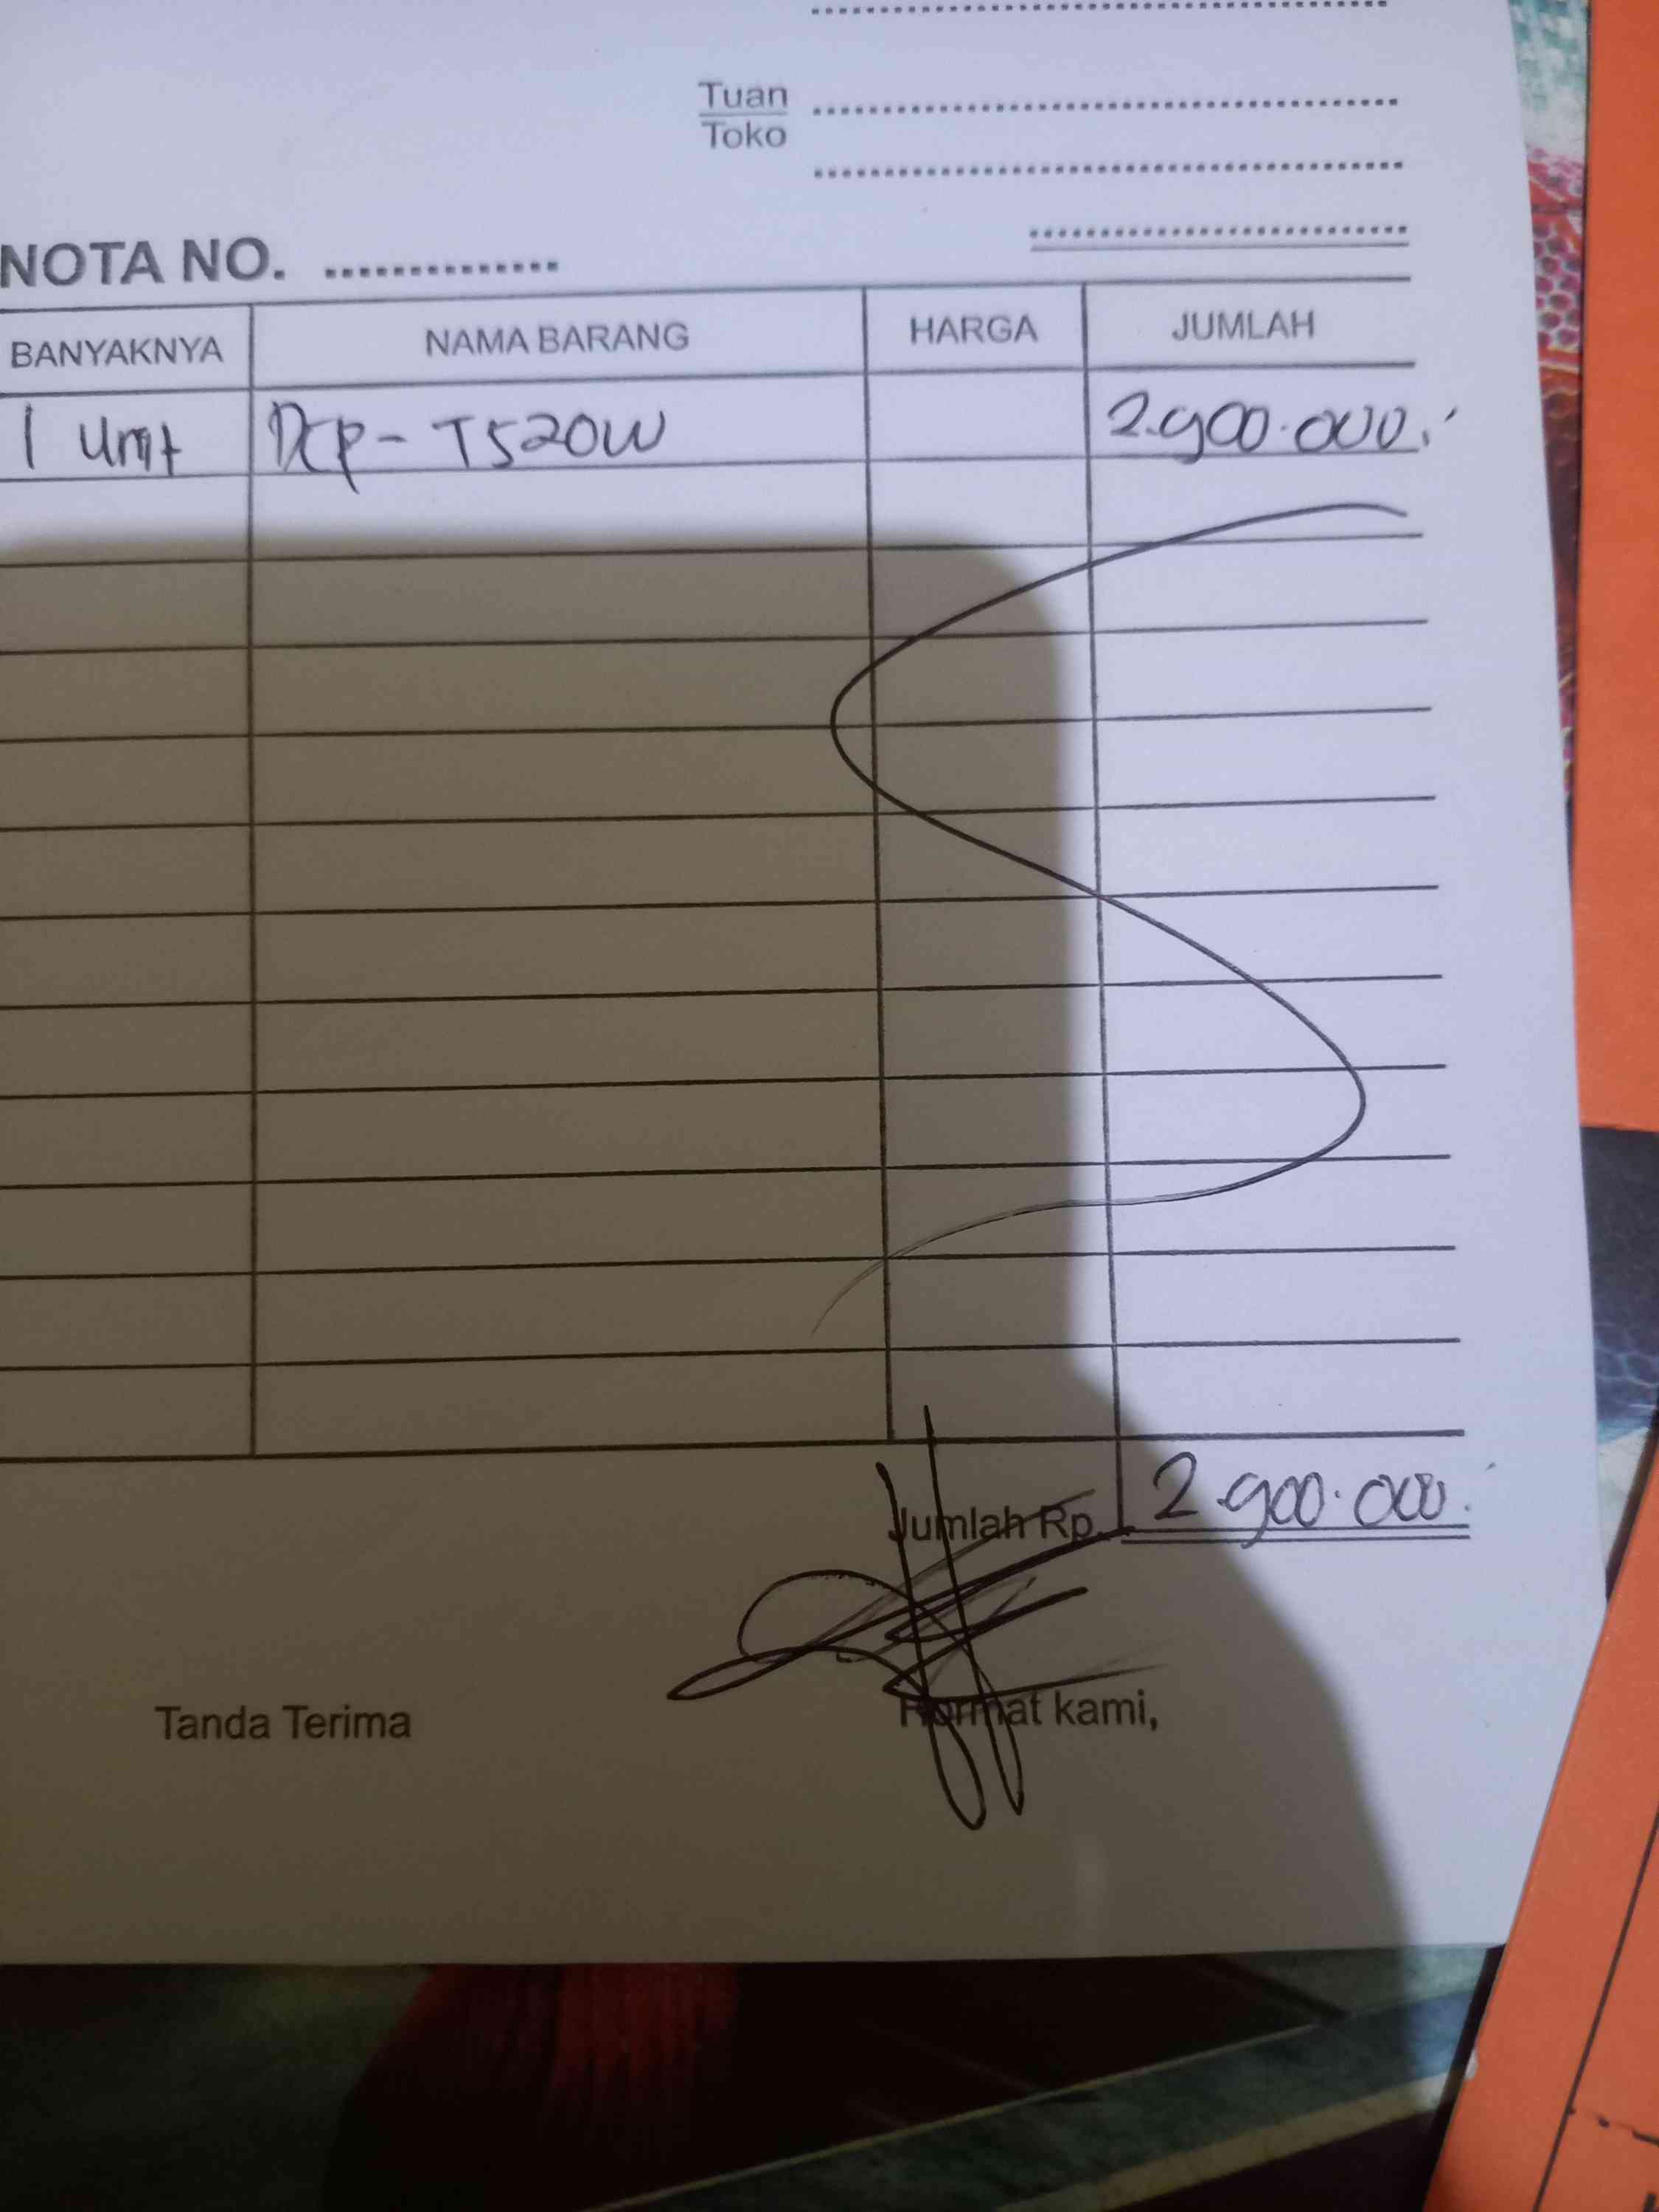 Tuan
Toko
NOTA NO.
BANYAKNYA NAMA BARANG HARGA JUMLAH
1 Unit DCP-T520W 2.900.000.-
Jumlah Rp. 2.900.000.-
Tanda Terima Hormat kami,